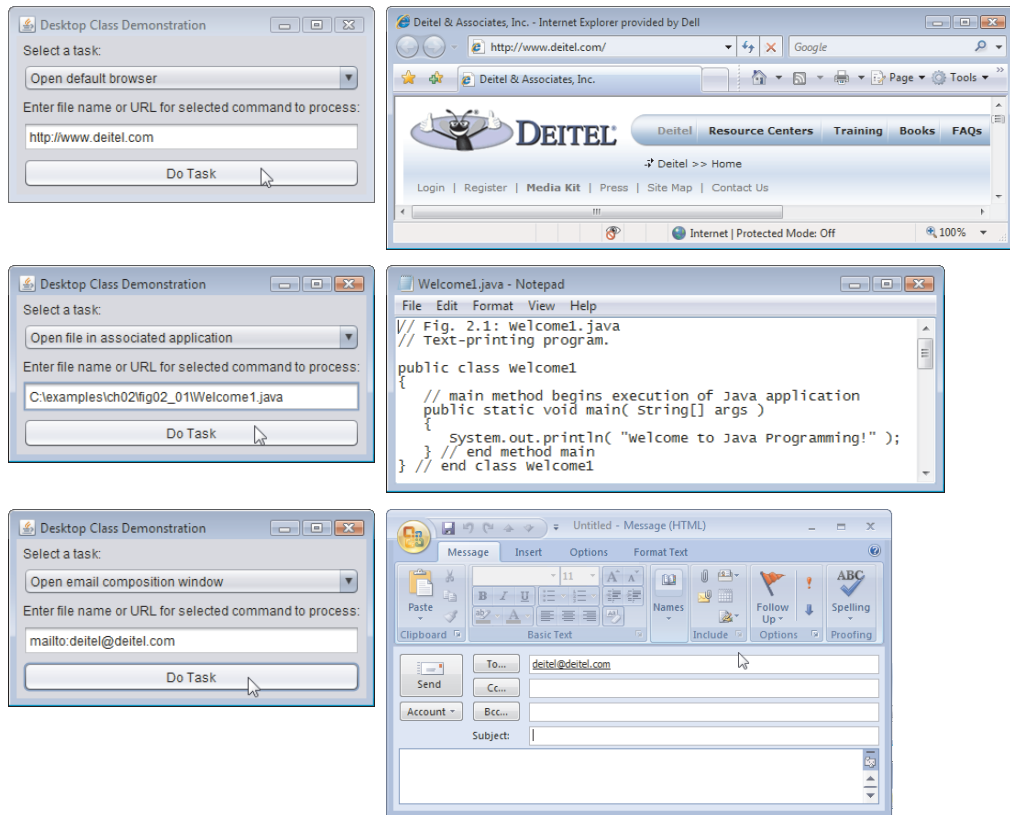 Desktop Class Demonstration
Select a task:
Open default browser
Enter file name or URL for selected command to process:
http://www.deitel.com
Do Task
Deitel & Associates, Inc. - Internet Explorer provided by Dell
http://www.deitel.com/
Google
Deitel & Associates, Inc.
Page
Tools
DEITEL
Deitel Resource Centers Training Books FAQs
Deitel >> Home
Login | Register | Media Kit | Press | Site Map | Contact Us
Internet | Protected Mode: Off
100%
Desktop Class Demonstration
Select a task:
Open file in associated application
Enter file name or URL for selected command to process:
C:\examples\ch02\fig02_01\Welcome1.java
Do Task
Welcome1.java - Notepad
File Edit Format View Help
// Fig. 2.1: Welcome1.java
// Text-printing program.
public class Welcome1
{
// main method begins execution of Java application
public static void main( String[] args )
{
System.out.println( "Welcome to Java Programming!" );
} // end method main
} // end class Welcome1
Desktop Class Demonstration
Select a task:
Open email composition window
Enter file name or URL for selected command to process:
mailto:deitel@deitel.com
Do Task
Untitled - Message (HTML)
Message Insert Options Format Text
11
B I U
ABC
Paste
Names
Follow Up
Spelling
Clipboard
Basic Text
Include
Options
Proofing
Send
To...
deitel@deitel.com
Cc...
Account
Bcc...
Subject: